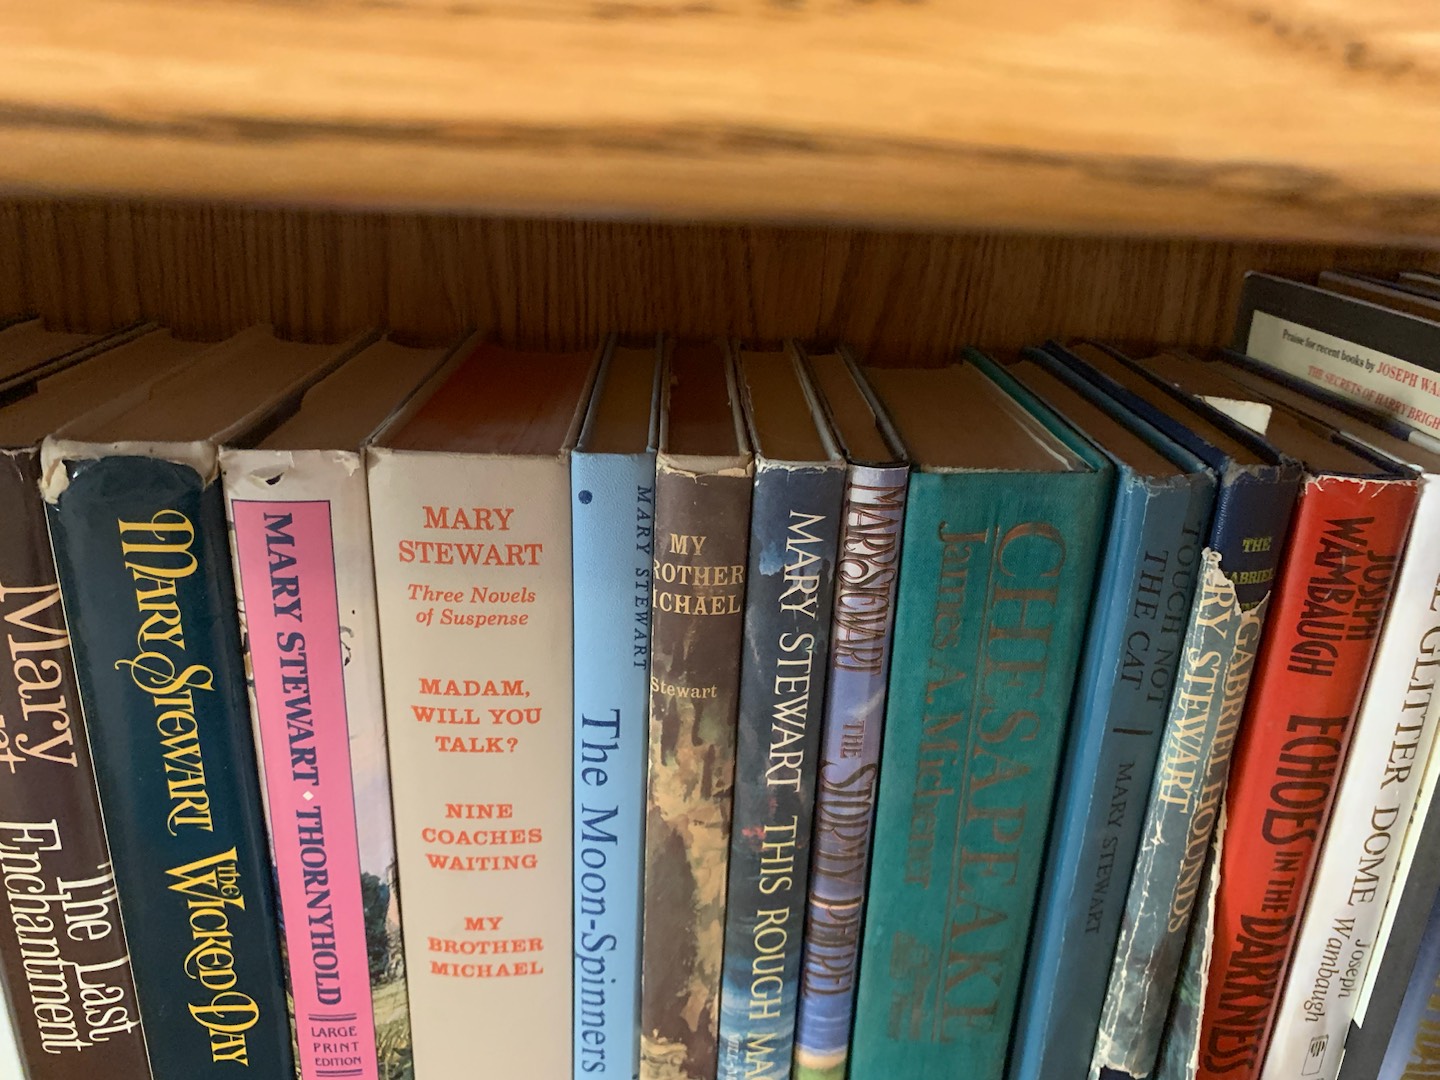 Mary
The Last
Enchantment
MARY STEWART THE WICKED DAY
MARY STEWART · THORNYHOLD
LARGE
PRINT
EDITION
MARY
STEWART
Three Novels
of Suspense
MADAM,
WILL YOU
TALK?
NINE
COACHES
WAITING
MY
BROTHER
MICHAEL
MARY STEWART
The Moon-Spinners
MY
ROTHER
ICHAEL
Stewart
MARY STEWART THIS ROUGH MA
MARY STEWART THE STORMY PETREL
CHESAPEAKE
James A. Michener
TOUCH NOT
THE CAT
MARY STEWART
THE
GABRIEL
RY STEWART
GABRIEL HOUNDS
JOSEPH
WAMBAUGH
ECHOES IN THE DARKNESS
E GLITTER DOME
Joseph
Wambaugh
Praise for recent books by JOSEPH WA
THE SECRETS OF HARRY BRIGH